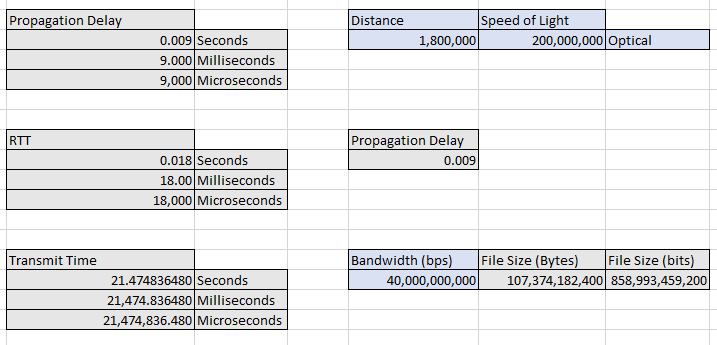 Propagation Delay Distance Speed of Light
0.009 Seconds 1,800,000 200,000,000 Optical
9.000 Milliseconds
9,000 Microseconds
RTT Propagation Delay
0.018 Seconds 0.009
18.00 Milliseconds
18,000 Microseconds
Transmit Time Bandwidth (bps) File Size (Bytes) File Size (bits)
21.474836480 Seconds 40,000,000,000 107,374,182,400 858,993,459,200
21,474.836480 Milliseconds
21,474,836.480 Microseconds